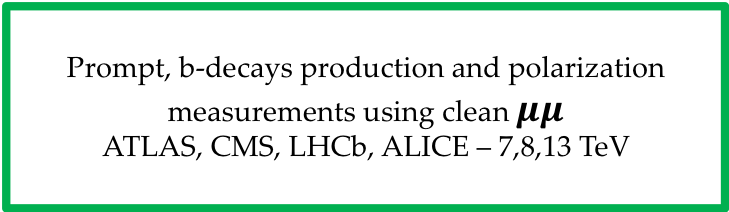 Prompt, b-decays production and polarization
measurements using clean 𝝁𝝁
ATLAS, CMS, LHCb, ALICE – 7,8,13 TeV